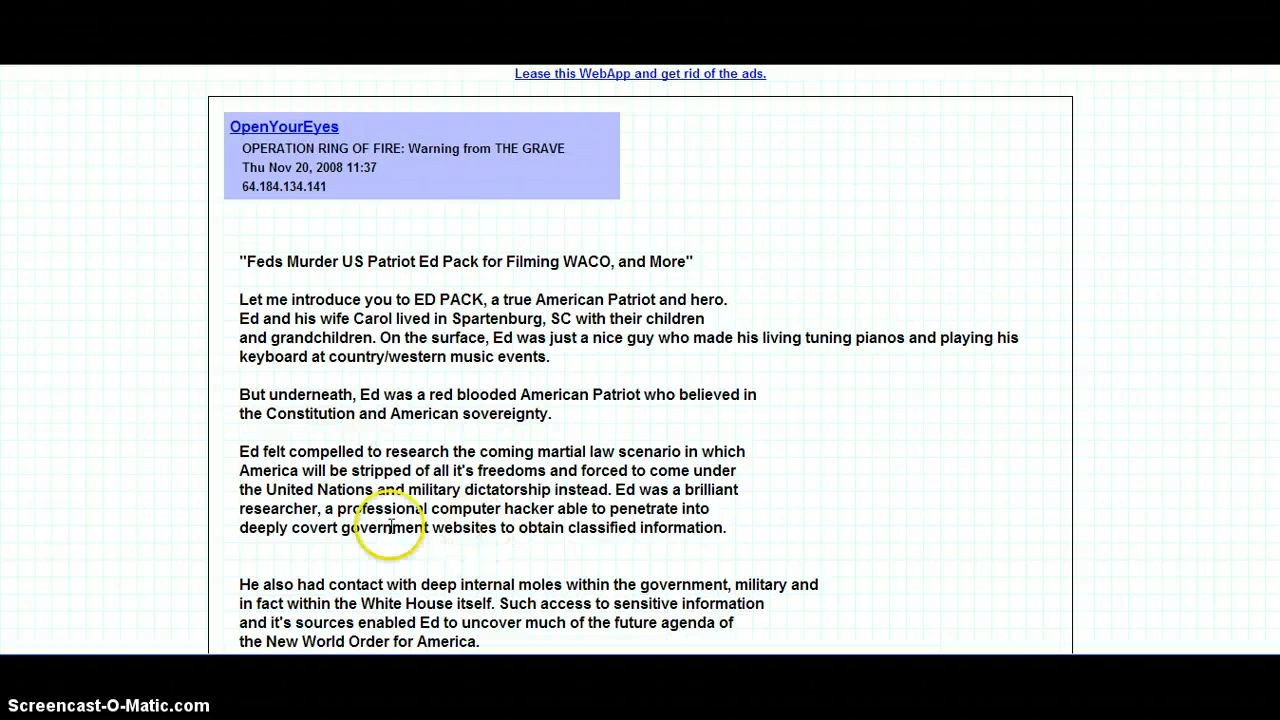 Lease this WebApp and get rid of the ads.
OpenYourEyes
OPERATION RING OF FIRE: Warning from THE GRAVE
Thu Nov 20, 2008 11:37
64.184.134.141
"Feds Murder US Patriot Ed Pack for Filming WACO, and More"
Let me introduce you to ED PACK, a true American Patriot and hero.
Ed and his wife Carol lived in Spartenburg, SC with their children
and grandchildren. On the surface, Ed was just a nice guy who made his living tuning pianos and playing his
keyboard at country/western music events.
But underneath, Ed was a red blooded American Patriot who believed in
the Constitution and American sovereignty.
Ed felt compelled to research the coming martial law scenario in which
America will be stripped of all it's freedoms and forced to come under
the United Nations and military dictatorship instead. Ed was a brilliant
researcher, a professional computer hacker able to penetrate into
deeply covert government websites to obtain classified information.
He also had contact with deep internal moles within the government, military and
in fact within the White House itself. Such access to sensitive information
and it's sources enabled Ed to uncover much of the future agenda of
the New World Order for America.
Screencast-O-Matic.com